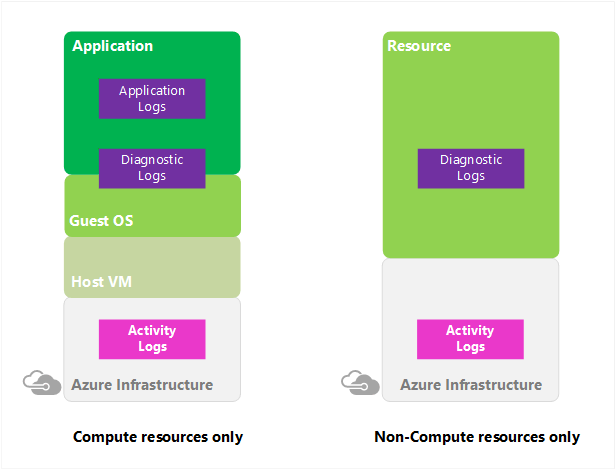 Application
Application
Logs
Diagnostic
Logs
Guest OS
Host VM
Activity
Logs
Azure Infrastructure
Compute resources only
Resource
Diagnostic
Logs
Activity
Logs
Azure Infrastructure
Non-Compute resources only